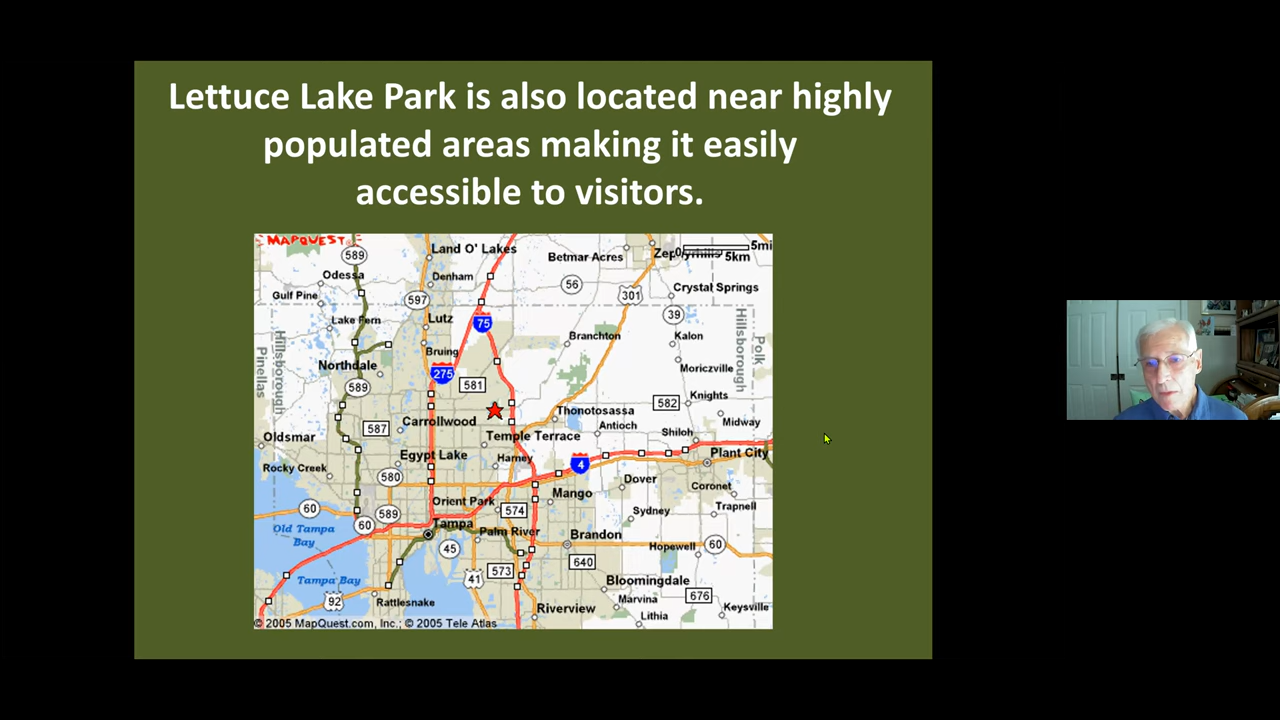 Lettuce Lake Park is also located near highly
populated areas making it easily
accessible to visitors.
MAPQUEST
589
Land O' Lakes
Betmar Acres
Zephyrhills
0
5mi
5km
Odessa
Denham
56
Crystal Springs
Gulf Pine
597
301
Lake Fern
Lutz
75
39
Hillsborough
Polk
Branchton
Kalon
Pinellas
Hillsborough
Bruing
Northdale
275
Moriczville
589
581
582
Knights
Carrollwood
Thonotosassa
Midway
587
Antioch
Shiloh
Oldsmar
Temple Terrace
Egypt Lake
Harney
4
Plant City
Rocky Creek
580
Dover
Coronet
Mango
Orient Park
60
589
574
Sydney
Trapnell
Old Tampa
Bay
60
Tampa
Palm River
Brandon
45
Hopewell
60
640
Tampa Bay
41
573
Bloomingdale
92
Rattlesnake
Marvina
676
Riverview
Lithia
Keysville
© 2005 MapQuest.com, Inc.; © 2005 Tele Atlas